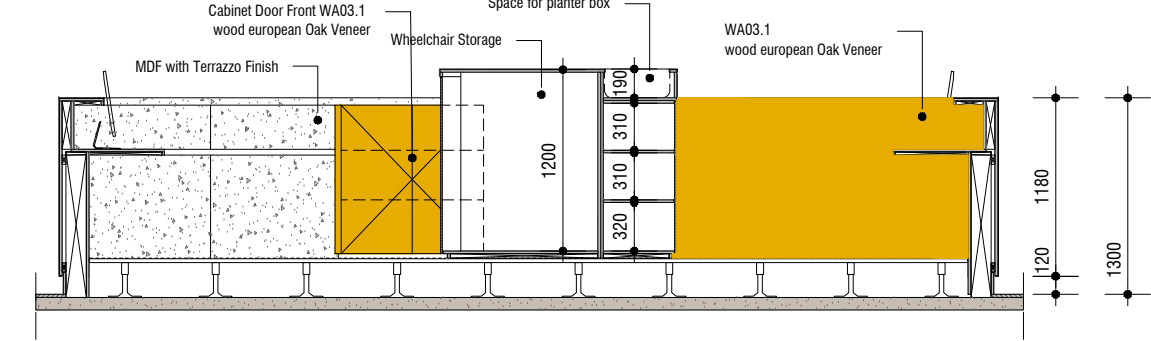 Space for planter box
Cabinet Door Front WA03.1
wood european Oak Veneer
WA03.1
wood european Oak Veneer
Wheelchair Storage
MDF with Terrazzo Finish
190
310
1200
310
320
1180
120
1300